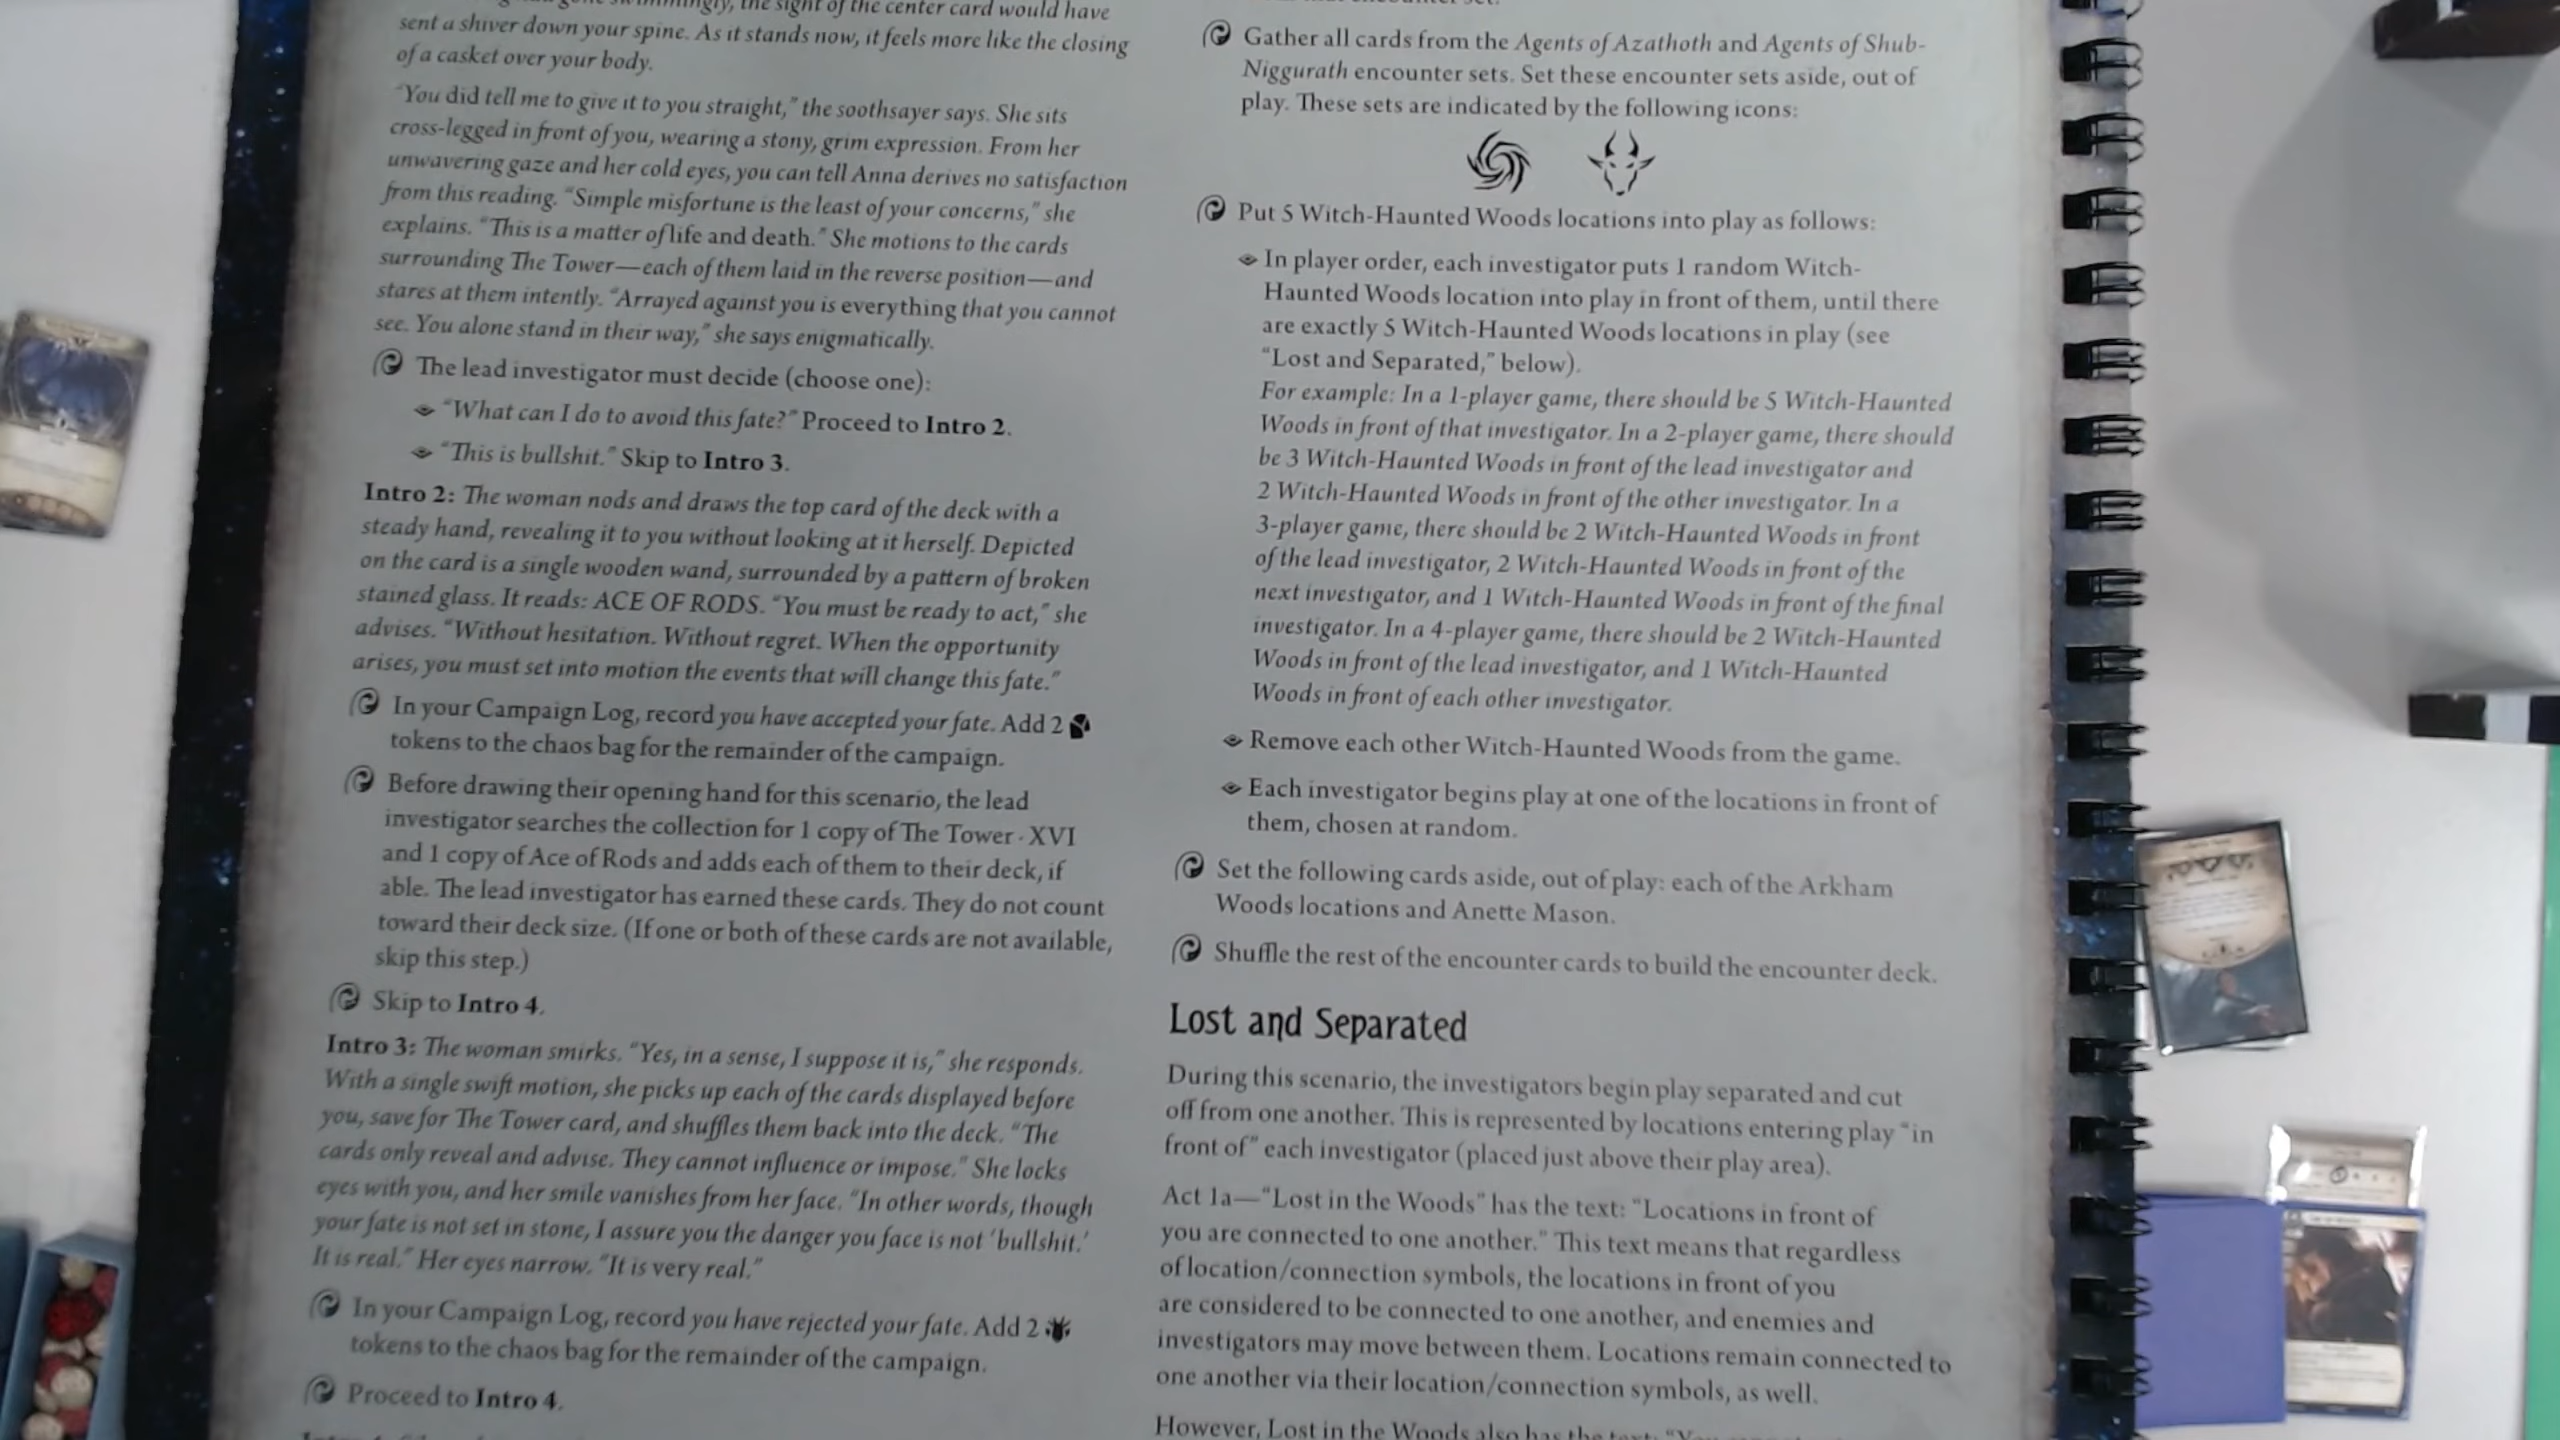 the sight of the center card would have
sent a shiver down your spine. As it stands now, it feels more like the closing
of a casket over your body.
"You did tell me to give it to you straight," the soothsayer says. She sits
cross-legged in front of you, wearing a stony, grim expression. From her
unwavering gaze and her cold eyes, you can tell Anna derives no satisfaction
from this reading. "Simple misfortune is the least of your concerns," she
explains. "This is a matter of life and death." She motions to the cards
surrounding The Tower—each of them laid in the reverse position—and
stares at them intently. "Arrayed against you is everything that you cannot
see. You alone stand in their way," she says enigmatically.
The lead investigator must decide (choose one):
"What can I do to avoid this fate?" Proceed to Intro 2.
"This is bullshit." Skip to Intro 3.
Intro 2: The woman nods and draws the top card of the deck with a
steady hand, revealing it to you without looking at it herself. Depicted
on the card is a single wooden wand, surrounded by a pattern of broken
stained glass. It reads: ACE OF RODS. "You must be ready to act," she
advises. "Without hesitation. Without regret. When the opportunity
arises, you must set into motion the events that will change this fate."
In your Campaign Log, record you have accepted your fate. Add 2
tokens to the chaos bag for the remainder of the campaign.
Before drawing their opening hand for this scenario, the lead
investigator searches the collection for 1 copy of The Tower · XVI
and 1 copy of Ace of Rods and adds each of them to their deck, if
able. The lead investigator has earned these cards. They do not count
toward their deck size. (If one or both of these cards are not available,
skip this step.)
Skip to Intro 4.
Intro 3: The woman smirks. "Yes, in a sense, I suppose it is," she responds.
With a single swift motion, she picks up each of the cards displayed before
you, save for The Tower card, and shuffles them back into the deck. "The
cards only reveal and advise. They cannot influence or impose." She locks
eyes with you, and her smile vanishes from her face. "In other words, though
your fate is not set in stone, I assure you the danger you face is not 'bullshit.'
It is real." Her eyes narrow. "It is very real."
In your Campaign Log, record you have rejected your fate. Add 2
tokens to the chaos bag for the remainder of the campaign.
Proceed to Intro 4.
Gather all cards from the Agents of Azathoth and Agents of Shub-
Niggurath encounter sets. Set these encounter sets aside, out of
play. These sets are indicated by the following icons:
Put 5 Witch-Haunted Woods locations into play as follows:
In player order, each investigator puts 1 random Witch-
Haunted Woods location into play in front of them, until there
are exactly 5 Witch-Haunted Woods locations in play (see
"Lost and Separated," below).
For example: In a 1-player game, there should be 5 Witch-Haunted
Woods in front of that investigator. In a 2-player game, there should
be 3 Witch-Haunted Woods in front of the lead investigator and
2 Witch-Haunted Woods in front of the other investigator. In a
3-player game, there should be 2 Witch-Haunted Woods in front
of the lead investigator, 2 Witch-Haunted Woods in front of the
next investigator, and 1 Witch-Haunted Woods in front of the final
investigator. In a 4-player game, there should be 2 Witch-Haunted
Woods in front of the lead investigator, and 1 Witch-Haunted
Woods in front of each other investigator.
Remove each other Witch-Haunted Woods from the game.
Each investigator begins play at one of the locations in front of
them, chosen at random.
Set the following cards aside, out of play: each of the Arkham
Woods locations and Anette Mason.
Shuffle the rest of the encounter cards to build the encounter deck.
Lost and Separated
During this scenario, the investigators begin play separated and cut
off from one another. This is represented by locations entering play "in
front of" each investigator (placed just above their play area).
Act 1a—"Lost in the Woods" has the text: "Locations in front of
you are connected to one another." This text means that regardless
of location/connection symbols, the locations in front of you
are considered to be connected to one another, and enemies and
investigators may move between them. Locations remain connected to
one another via their location/connection symbols, as well.
However, Lost in the Woods also has the text: